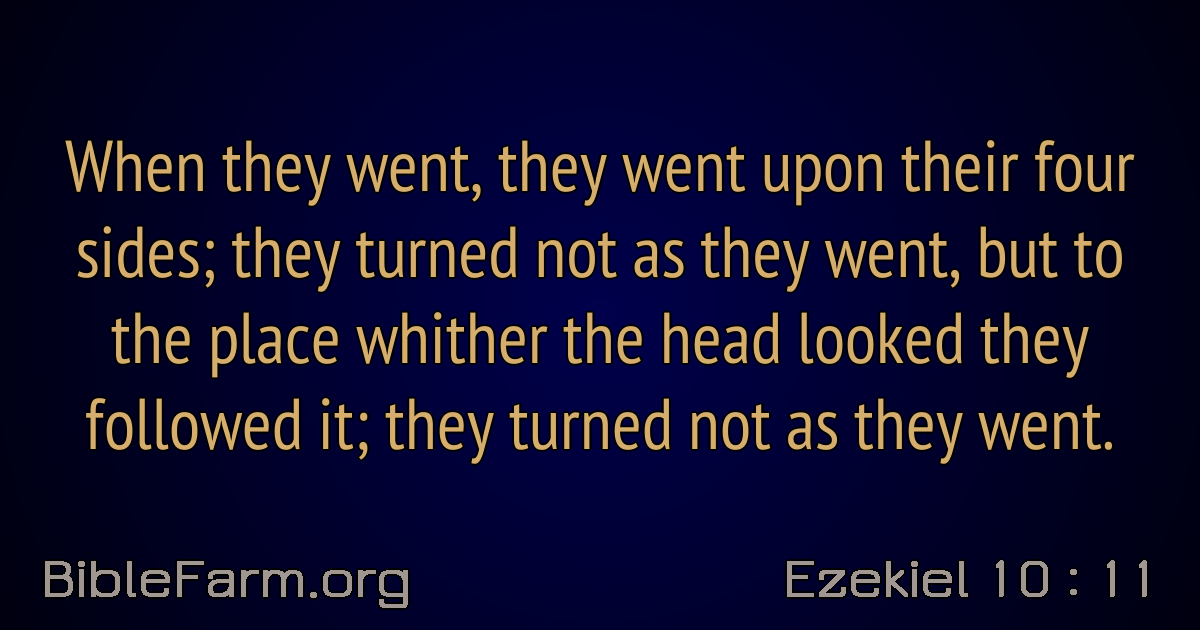 When they went, they went upon their four
sides; they turned not as they went, but to
the place whither the head looked they
followed it; they turned not as they went.
BibleFarm.org
Ezekiel 10 : 11